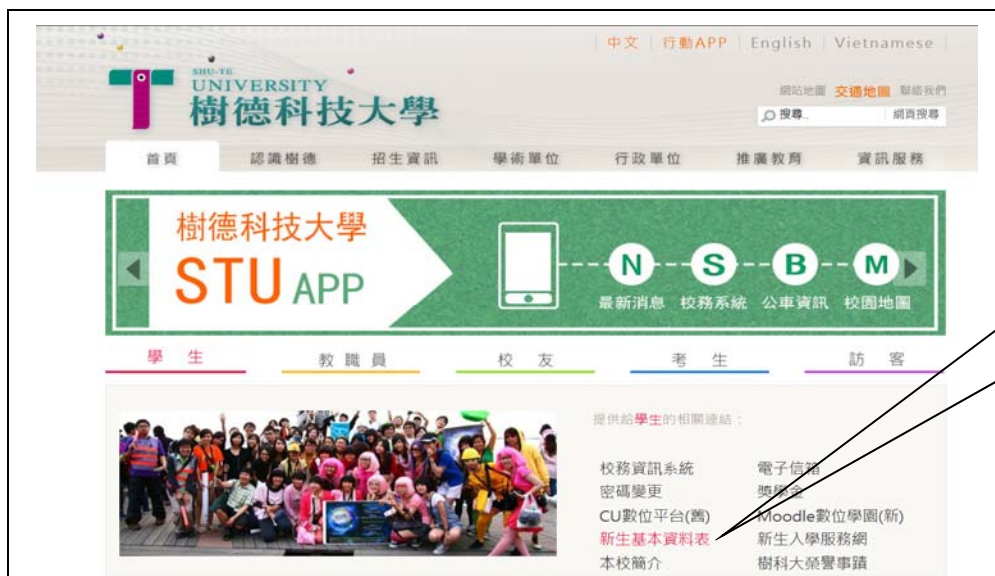 中文 | 行動APP | English | Vietnamese
SHU-TE
UNIVERSITY
樹德科技大學
網站地圖 交通地圖 聯絡我們
搜尋.. 網頁搜尋
首頁 認識樹德 招生資訊 學術單位 行政單位 推廣教育 資訊服務
樹德科技大學
STU APP
N S B M
最新消息 校務系統 公車資訊 校園地圖
學 生 教職員 校 友 考 生 訪 客
提供給學生的相關連結：
校務資訊系統 電子信箱
密碼變更 獎學金
CU數位平台(舊) Moodle數位學園(新)
新生基本資料表 新生入學服務網
本校簡介 樹科大榮譽事蹟